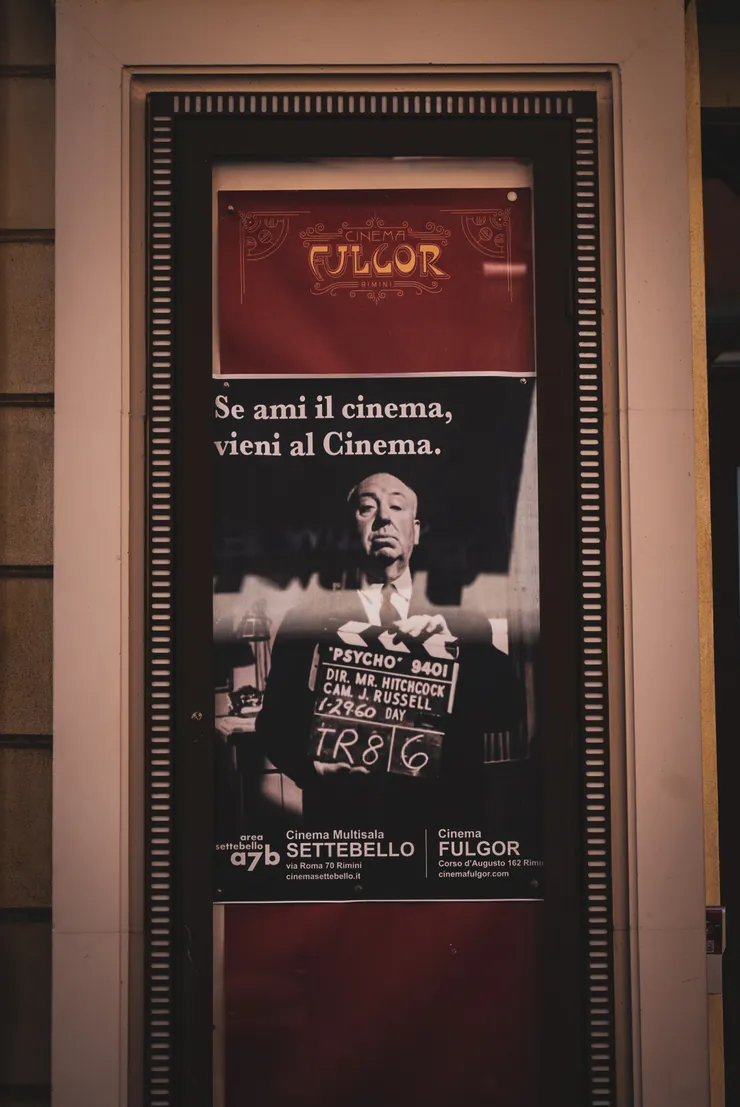 CINEMA
FULGOR
RIMINI
Se ami il cinema,
vieni al Cinema.
"PSYCHO" 9401
DIR. MR. HITCHCOCK
CAM. J. RUSSELL
1-2960 DAY
TR8 6
area
settebello
a7b
Cinema Multisala
SETTEBELLO
via Roma 70 Rimini
cinemasettebello.it
Cinema
FULGOR
Corso d'Augusto 162 Rimi
cinemafulgor.com